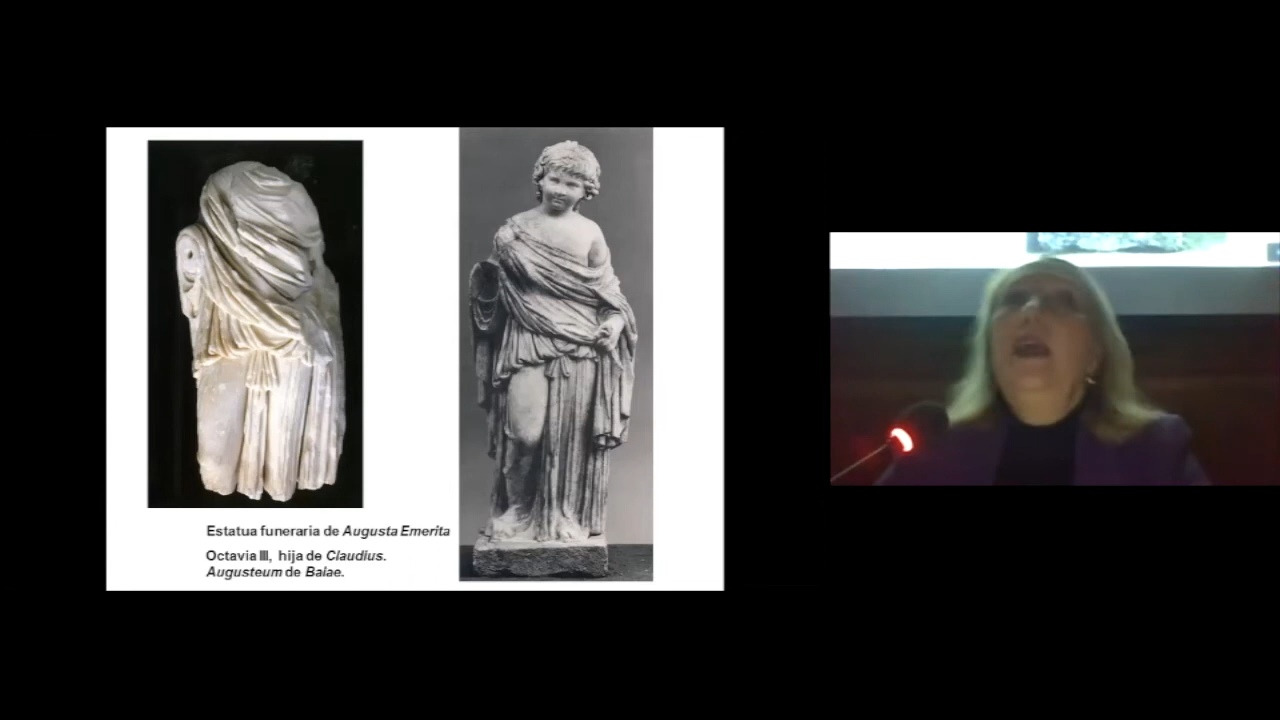 Estatua funeraria de Augusta Emerita
Octavia III, hija de Claudius.
Augusteum de Baiae.